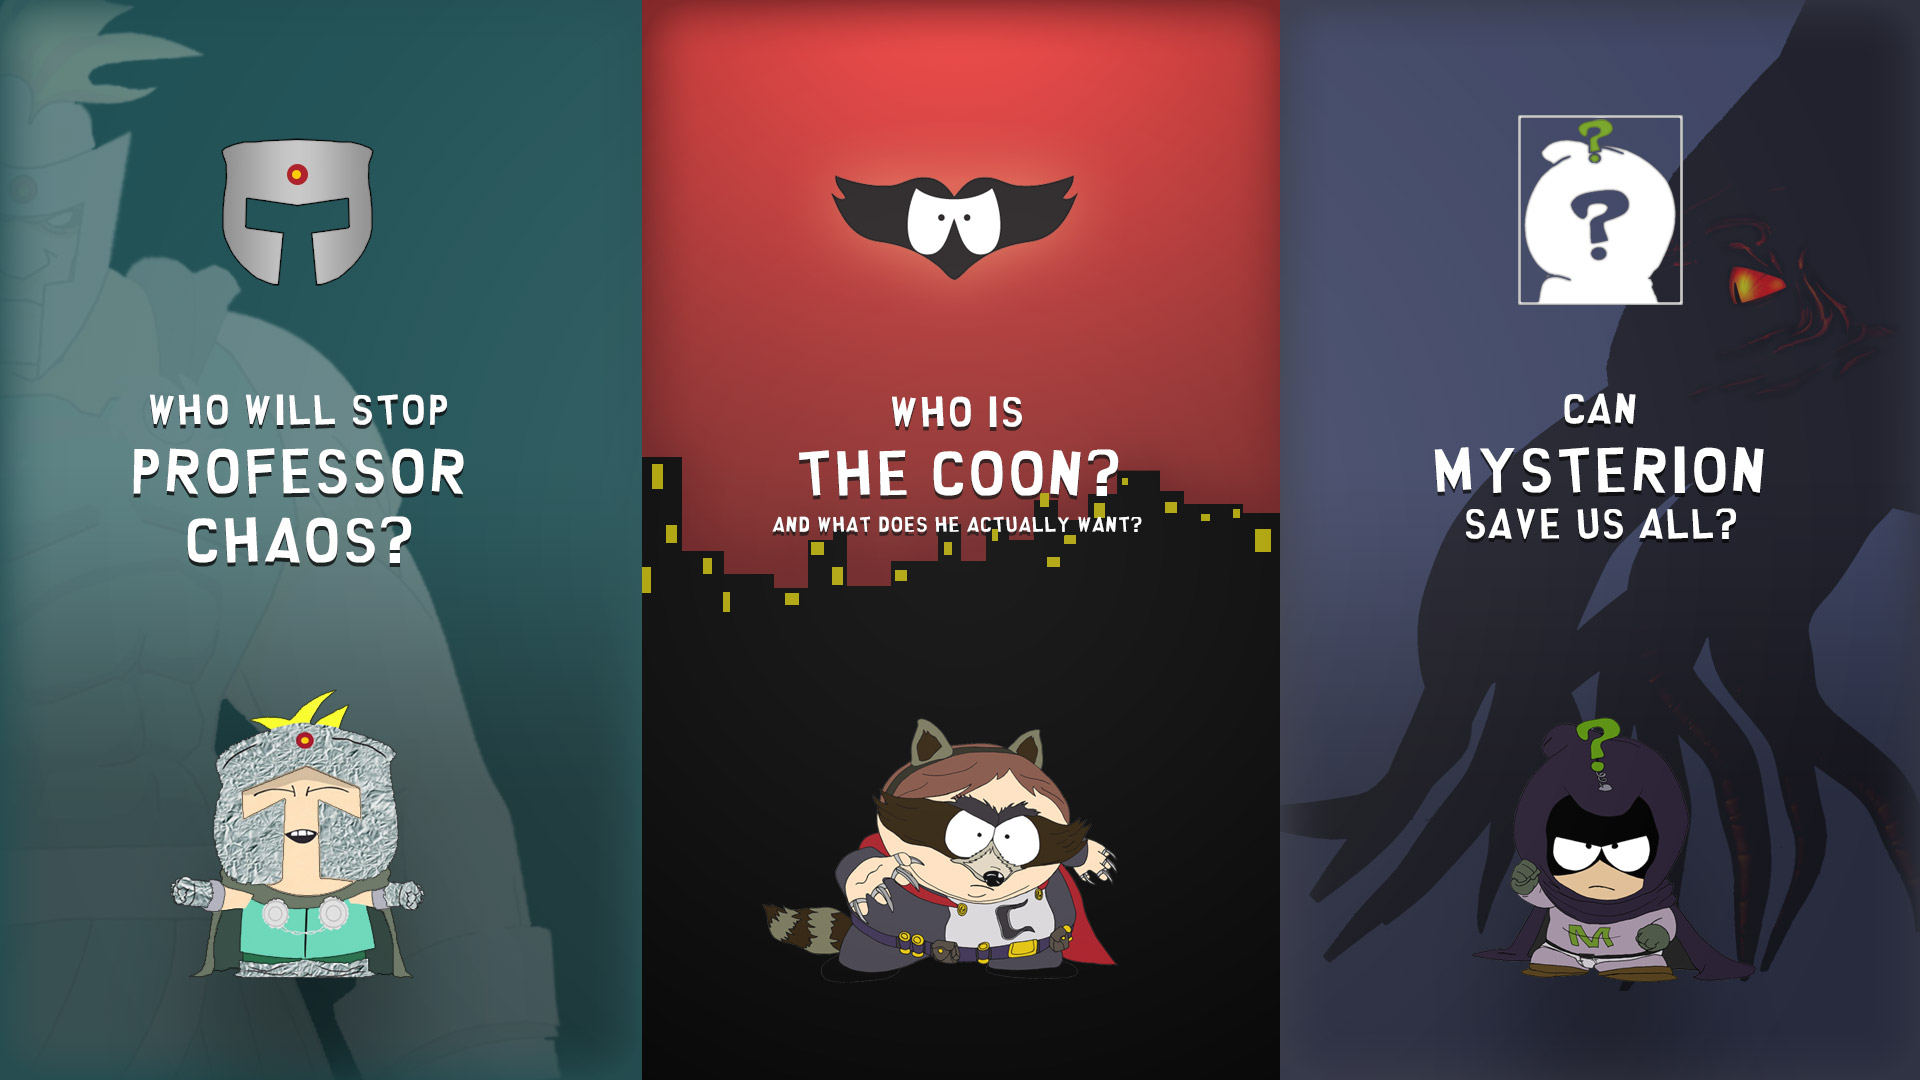 WHO WILL STOP
PROFESSOR
CHAOS?
WHO IS
THE COON?
AND WHAT DOES HE ACTUALLY WANT?
C
?
?
CAN
MYSTERION
SAVE US ALL?
?
M